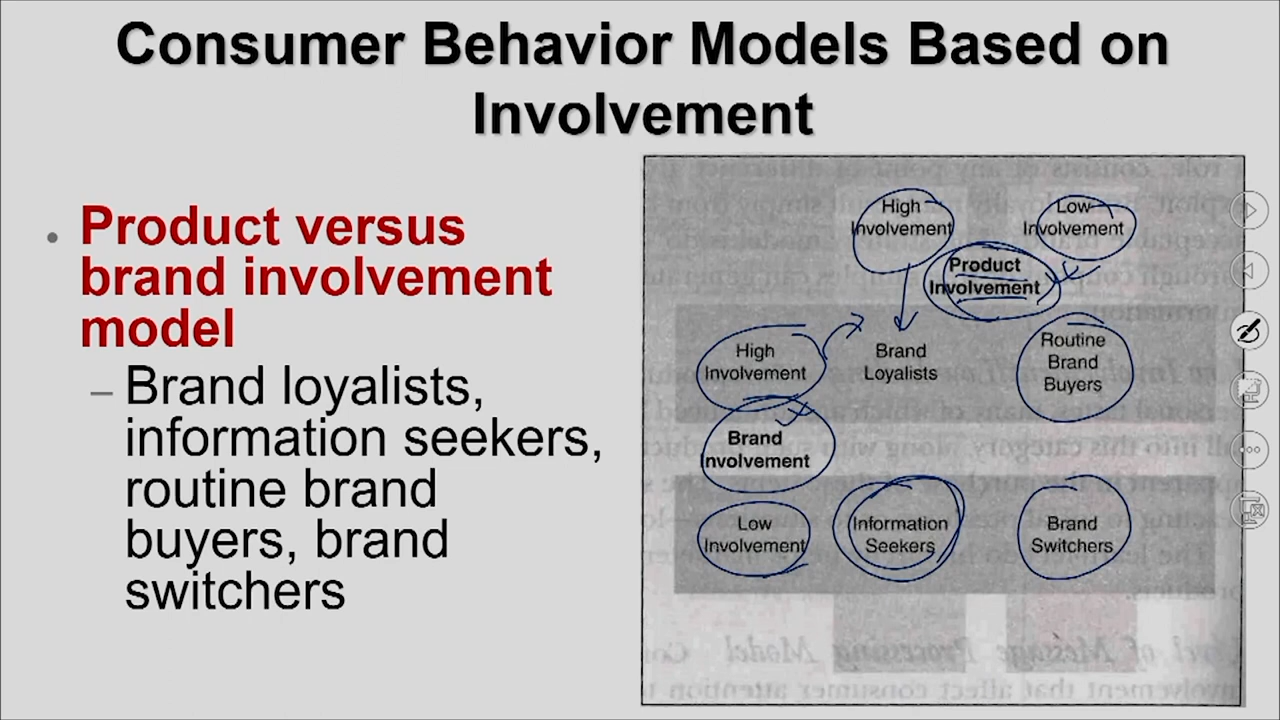 Consumer Behavior Models Based on
Involvement
• Product versus
brand involvement
model
– Brand loyalists,
information seekers,
routine brand
buyers, brand
switchers
High
Involvement
Low
Involvement
Product
Involvement
High
Involvement
Brand
Loyalists
Routine
Brand
Buyers
Brand
Involvement
Low
Involvement
Information
Seekers
Brand
Switchers